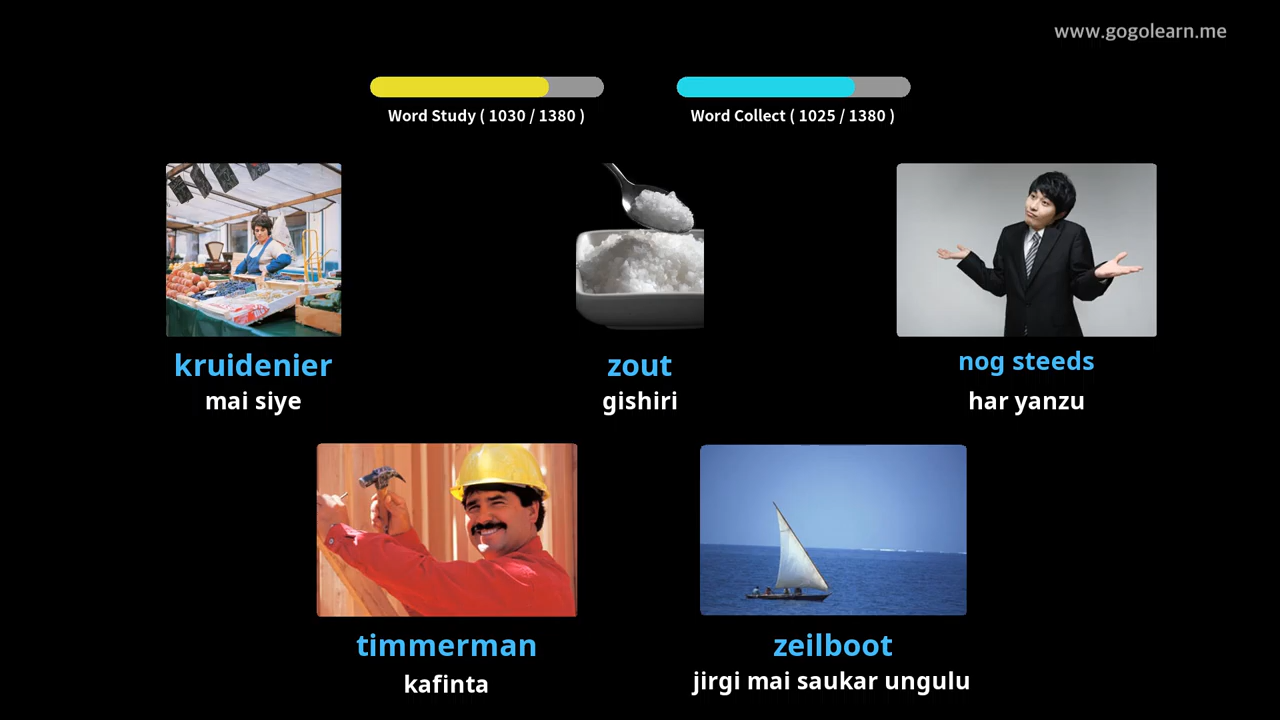 www.gogolearn.me
Word Study ( 1030 / 1380 )
Word Collect ( 1025 / 1380 )
kruidenier
mai siye
zout
gishiri
nog steeds
har yanzu
timmerman
kafinta
zeilboot
jirgi mai saukar ungulu